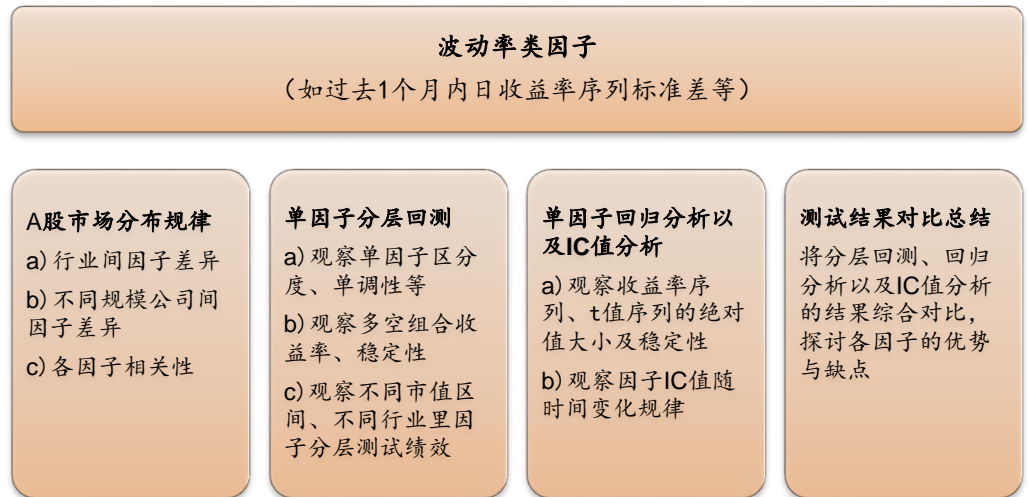 波动率类因子
（如过去1个月内日收益率序列标准差等）
A股市场分布规律
a)行业间因子差异
b)不同规模公司间
因子差异
c)各因子相关性
单因子分层回测
a)观察单因子区分
度、单调性等
b)观察多空组合收
益率、稳定性
c)观察不同市值区
间、不同行业里因
子分层测试绩效
单因子回归分析以
及IC值分析
a)观察收益率序
列、t值序列的绝对
值大小及稳定性
b)观察因子IC值随
时间变化规律
测试结果对比总结
将分层回测、回归
分析以及IC值分析
的结果综合对比，
探讨各因子的优势
与缺点